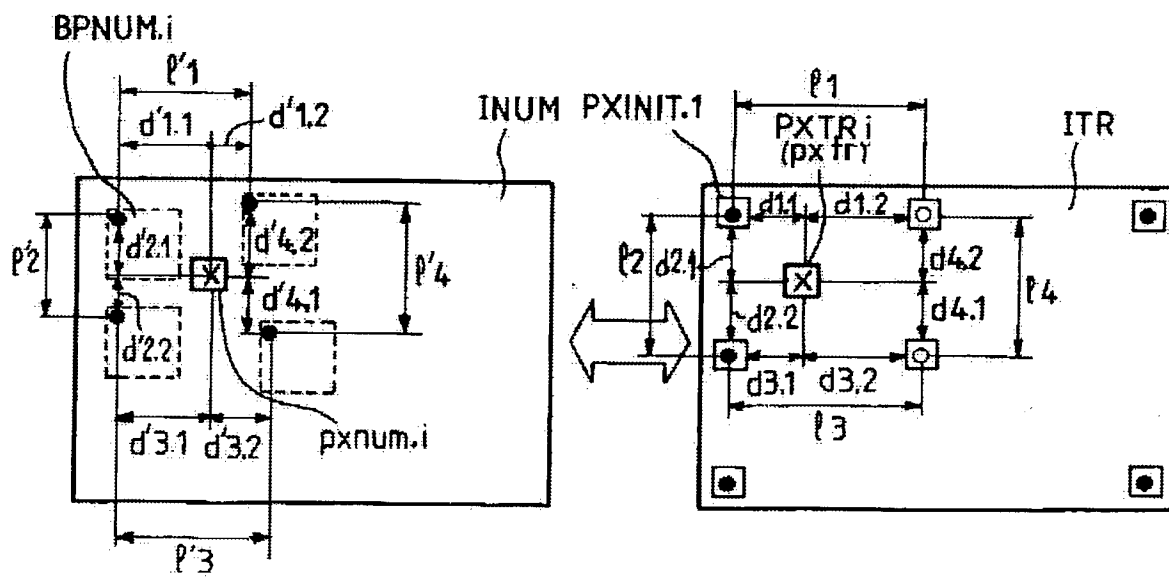 BPNUM.i
ℓ'1
d'1.1
d'1,2
INUM
d'2.1
d'4,2
ℓ'2
ℓ'4
X
d'4,1
d'2.2
d'3.1
d'3,2
pxnum.i
ℓ'3
PXINIT.1
ℓ1
PXTR i
(px fr)
ITR
d1.1
d1.2
ℓ2
d2.1
d4.2
X
ℓ4
d2.2
d4.1
d3.1
d3,2
ℓ3